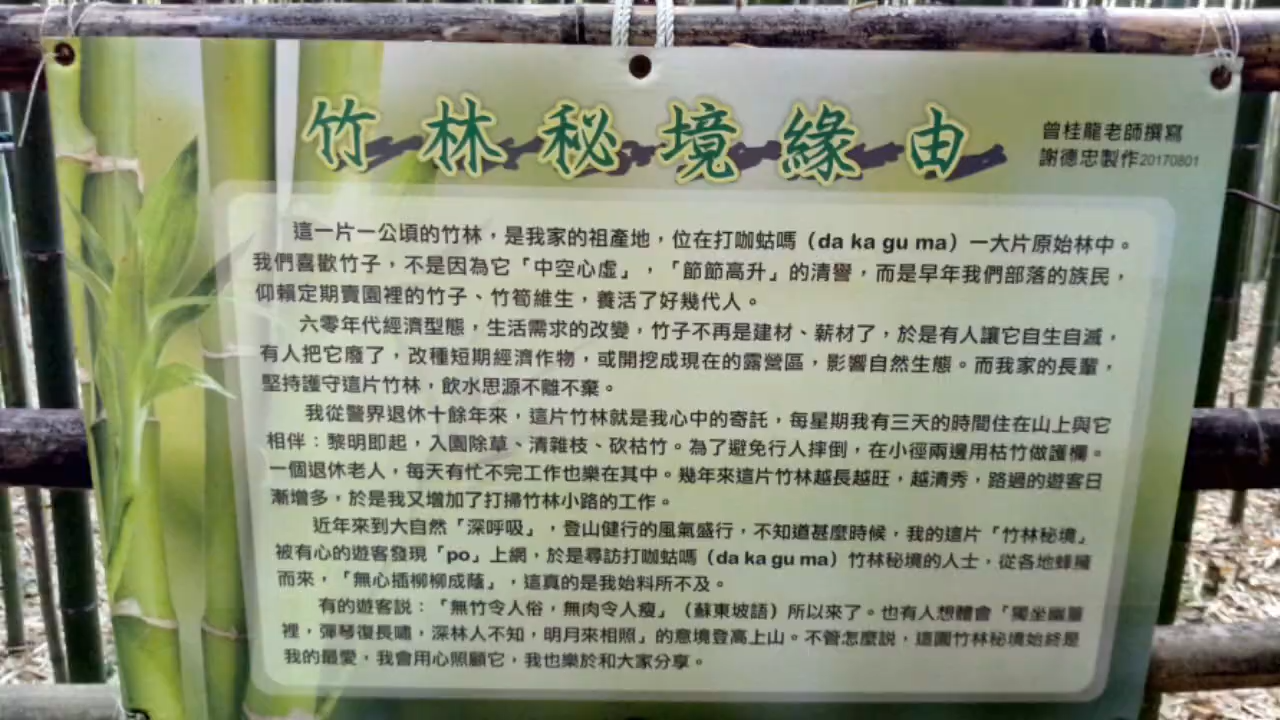 竹林秘境緣由
曾桂龍老師撰寫
謝德忠製作20170801
這一片一公頃的竹林，是我家的祖產地，位在打咖蛄嗎（da ka gu ma）一大片原始林中。
我們喜歡竹子，不是因為它「中空心虛」，「節節高升」的清譽，而是早年我們部落的族民，
仰賴定期賣園裡的竹子、竹筍維生，養活了好幾代人。
六零年代經濟型態，生活需求的改變，竹子不再是建材、薪材了，於是有人讓它自生自滅，
有人把它廢了，改種短期經濟作物，或開挖成現在的露營區，影響自然生態。而我家的長輩，
堅持護守這片竹林，飲水思源不離不棄。
我從警界退休十餘年來，這片竹林就是我心中的寄託，每星期我有三天的時間住在山上與它
相伴：黎明即起，入園除草、清雜枝、砍枯竹。為了避免行人摔倒，在小徑兩邊用枯竹做護欄。
一個退休老人，每天有忙不完工作也樂在其中。幾年來這片竹林越長越旺，越清秀，路過的遊客日
漸增多，於是我又增加了打掃竹林小路的工作。
近年來到大自然「深呼吸」，登山健行的風氣盛行，不知道甚麼時候，我的這片「竹林秘境」
被有心的遊客發現「po」上網，於是尋訪打咖蛄嗎（da ka gu ma）竹林秘境的人士，從各地蜂擁
而來，「無心插柳柳成蔭」，這真的是我始料所不及。
有的遊客說：「無竹令人俗，無肉令人瘦」（蘇東坡語）所以來了。也有人想體會「獨坐幽篁
裡，彈琴復長嘯，深林人不知，明月來相照」的意境登高上山。不管怎麼說，這園竹林秘境始終是
我的最愛，我會用心照顧它，我也樂於和大家分享。